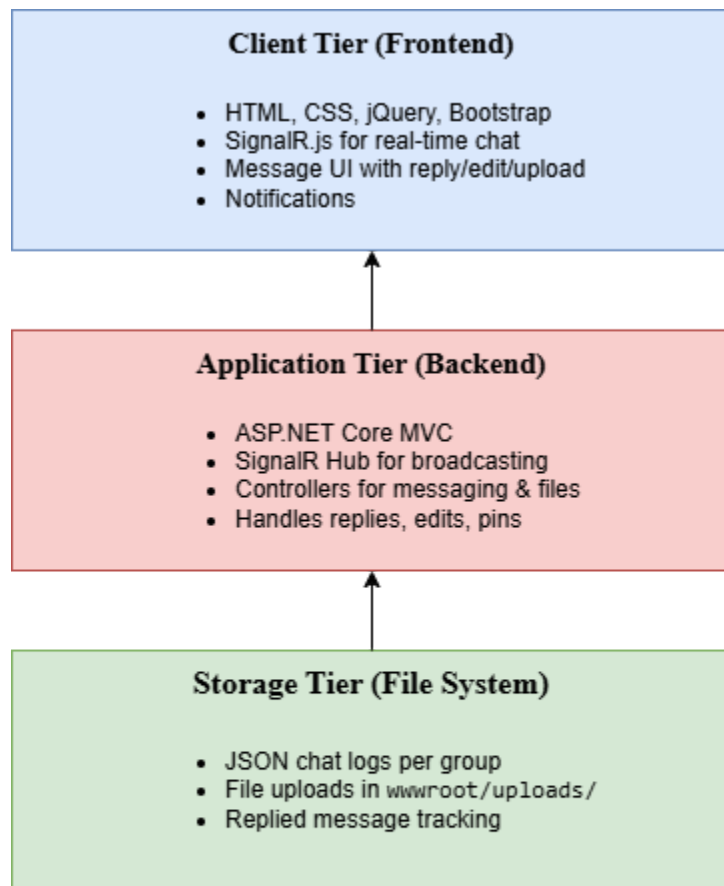 Client Tier (Frontend)
• HTML, CSS, jQuery, Bootstrap
• SignalR.js for real-time chat
• Message UI with reply/edit/upload
• Notifications
Application Tier (Backend)
• ASP.NET Core MVC
• SignalR Hub for broadcasting
• Controllers for messaging & files
• Handles replies, edits, pins
Storage Tier (File System)
• JSON chat logs per group
• File uploads in wwwroot/uploads/
• Replied message tracking